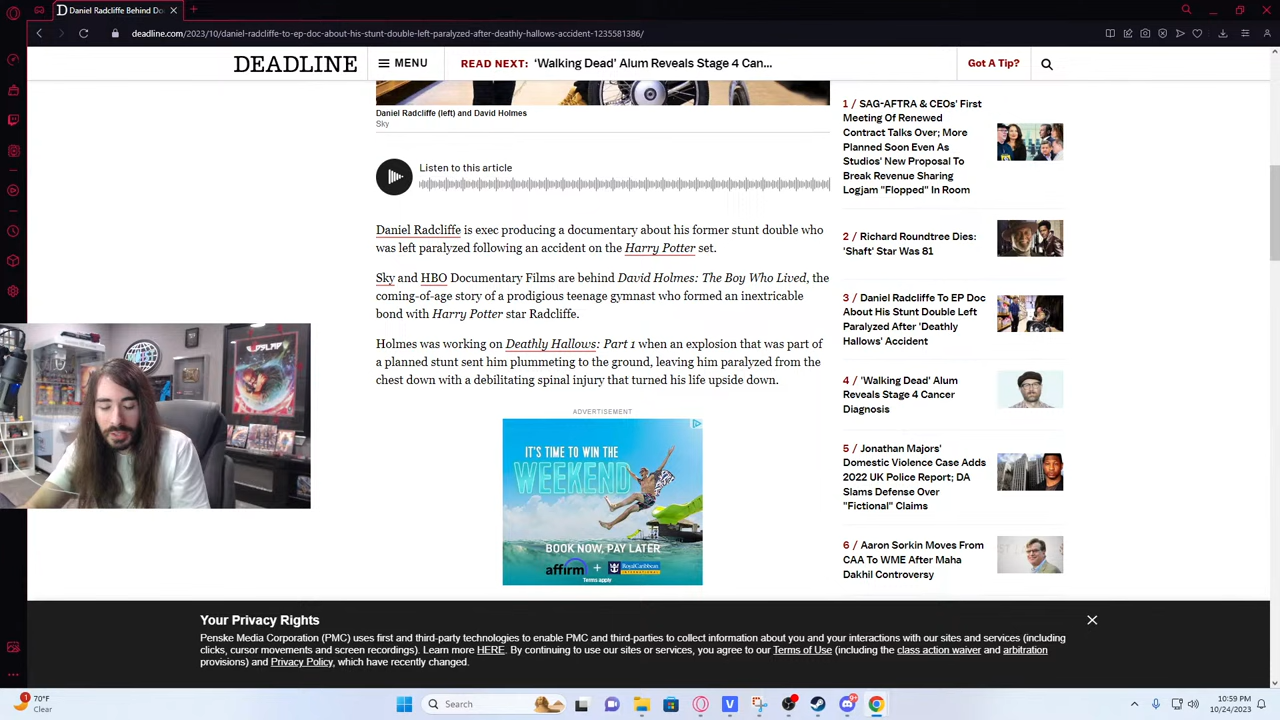 Daniel Radcliffe Behind Do
deadline.com/2023/10/daniel-radcliffe-to-ep-doc-about-his-stunt-double-left-paralyzed-after-deathly-hallows-accident-1235581386/
DEADLINE
MENU
READ NEXT: ‘Walking Dead’ Alum Reveals Stage 4 Can...
Got A Tip?
Daniel Radcliffe (left) and David Holmes
Sky
Listen to this article
Daniel Radcliffe is exec producing a documentary about his former stunt double who
was left paralyzed following an accident on the Harry Potter set.
Sky and HBO Documentary Films are behind David Holmes: The Boy Who Lived, the
coming-of-age story of a prodigious teenage gymnast who formed an inextricable
bond with Harry Potter star Radcliffe.
Holmes was working on Deathly Hallows: Part 1 when an explosion that was part of
a planned stunt sent him plummeting to the ground, leaving him paralyzed from the
chest down with a debilitating spinal injury that turned his life upside down.
ADVERTISEMENT
IT'S TIME TO WIN THE
WEEKEND
BOOK NOW, PAY LATER
affirm + Royal Caribbean
INTERNATIONAL
Terms apply
1 / SAG-AFTRA & CEOs' First
Meeting Of Renewed
Contract Talks Over; More
Planned Soon Even As
Studios' New Proposal To
Break Revenue Sharing
Logjam "Flopped" In Room
2 / Richard Roundtree Dies:
'Shaft' Star Was 81
3 / Daniel Radcliffe To EP Doc
About His Stunt Double Left
Paralyzed After 'Deathly
Hallows' Accident
4 / 'Walking Dead' Alum
Reveals Stage 4 Cancer
Diagnosis
5 / Jonathan Majors'
Domestic Violence Case Adds
2022 UK Police Report; DA
Slams Defense Over
"Fictional" Claims
6 / Aaron Sorkin Moves From
CAA To WME After Maha
Dakhil Controversy
Your Privacy Rights
Penske Media Corporation (PMC) uses first and third-party technologies to enable PMC and third-parties to collect information about you and your interactions with our sites and services (including
clicks, cursor movements and screen recordings). Learn more HERE. By continuing to use our sites or services, you agree to our Terms of Use (including the class action waiver and arbitration
provisions) and Privacy Policy, which have recently changed.
1
70°F
Clear
Search
10:59 PM
10/24/2023